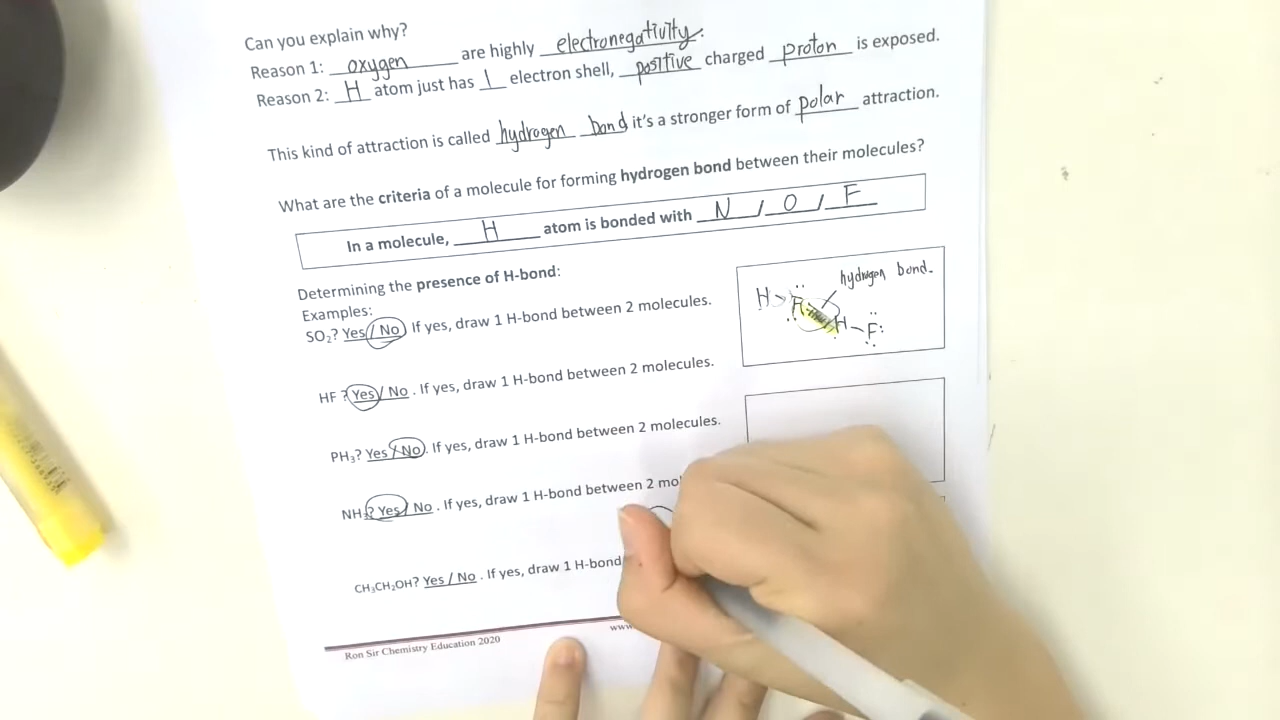 Can you explain why?
Reason 1: oxygen are highly electronegativity.
Reason 2: H atom just has 1 electron shell, positive charged proton is exposed.
This kind of attraction is called hydrogen bond, it's a stronger form of polar attraction.
What are the criteria of a molecule for forming hydrogen bond between their molecules?
In a molecule, H atom is bonded with N / O / F
Determining the presence of H-bond:
Examples:
SO₂? Yes / No If yes, draw 1 H-bond between 2 molecules.
hydrogen bond.
H F H F
HF ? Yes / No . If yes, draw 1 H-bond between 2 molecules.
PH₃? Yes / No. If yes, draw 1 H-bond between 2 molecules.
NH₃? Yes / No . If yes, draw 1 H-bond between 2
CH₃CH₂OH? Yes / No . If yes, draw 1 H-bond
Ron Sir Chemistry Education 2020